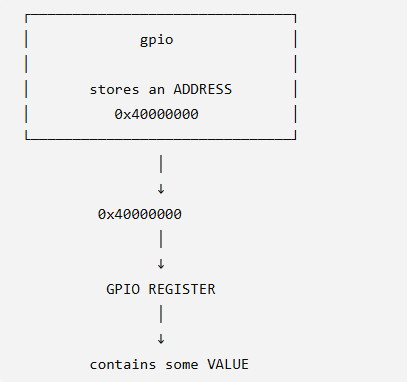 gpio
stores an ADDRESS
0x40000000
0x40000000
GPIO REGISTER
contains some VALUE